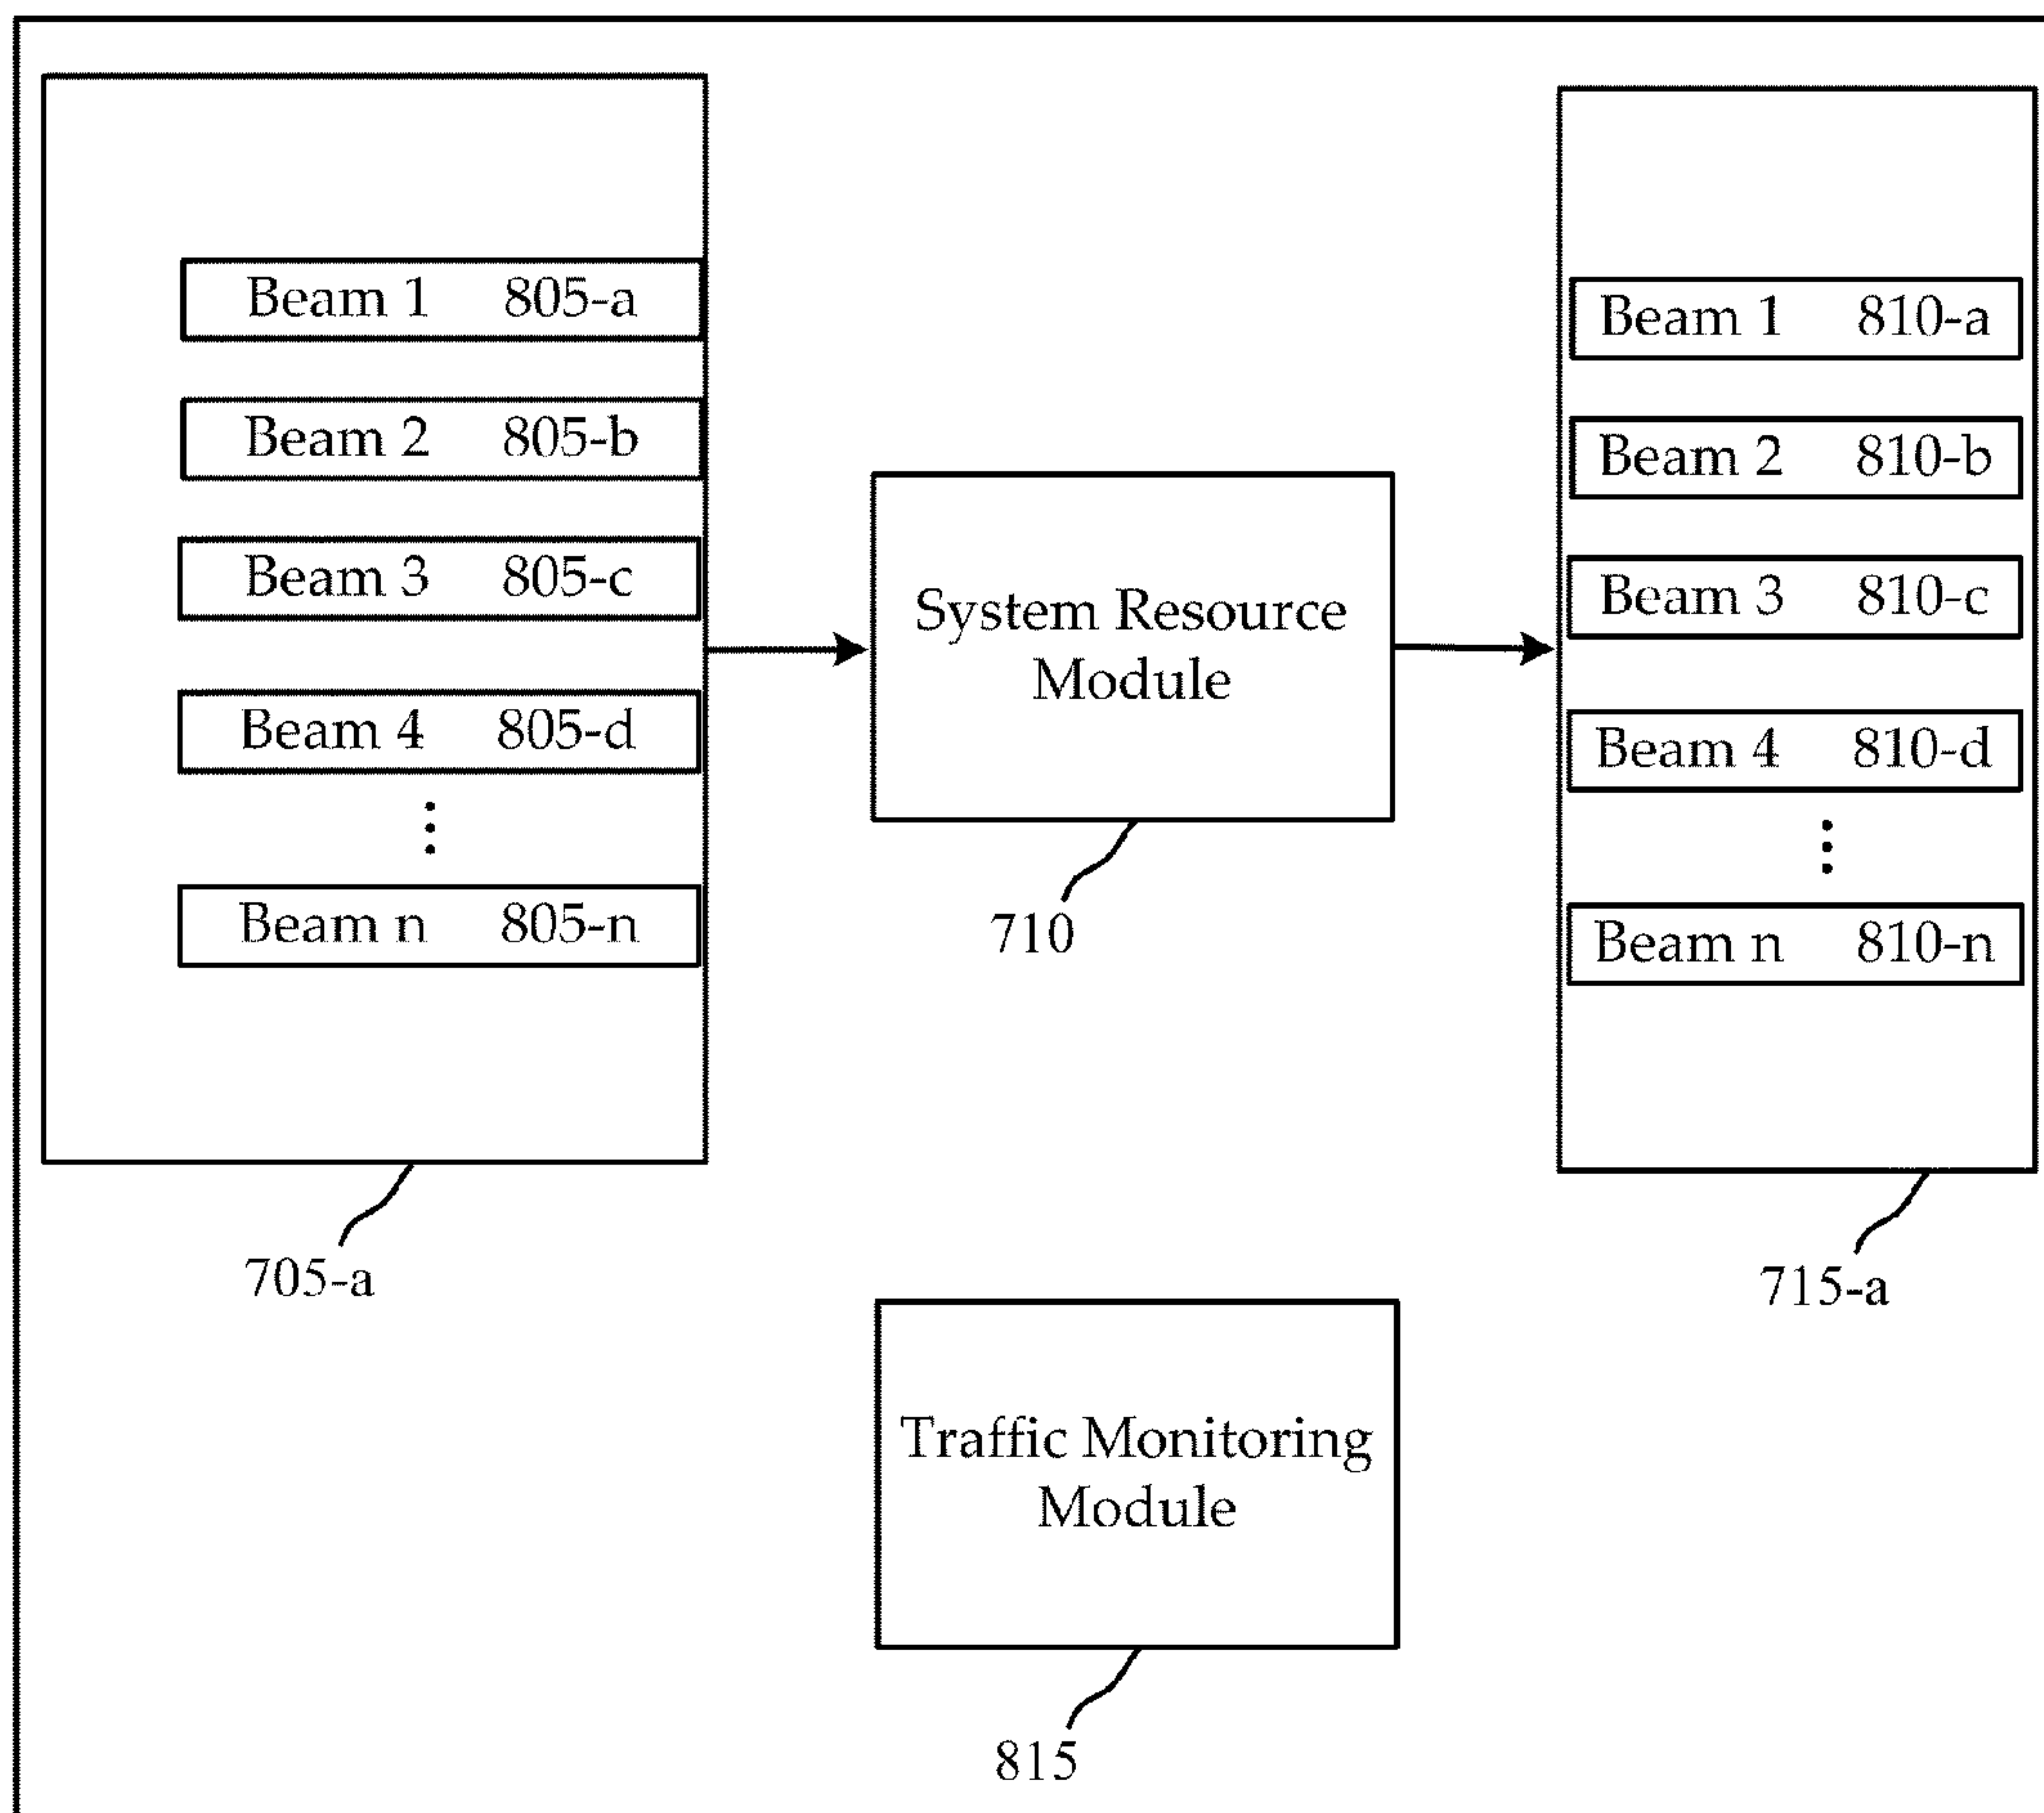 Beam 1 805-a
Beam 2 805-b
Beam 3 805-c
Beam 4 805-d
Beam n 805-n
705-a
System Resource
Module
710
Beam 1 810-a
Beam 2 810-b
Beam 3 810-c
Beam 4 810-d
Beam n 810-n
715-a
Traffic Monitoring
Module
815